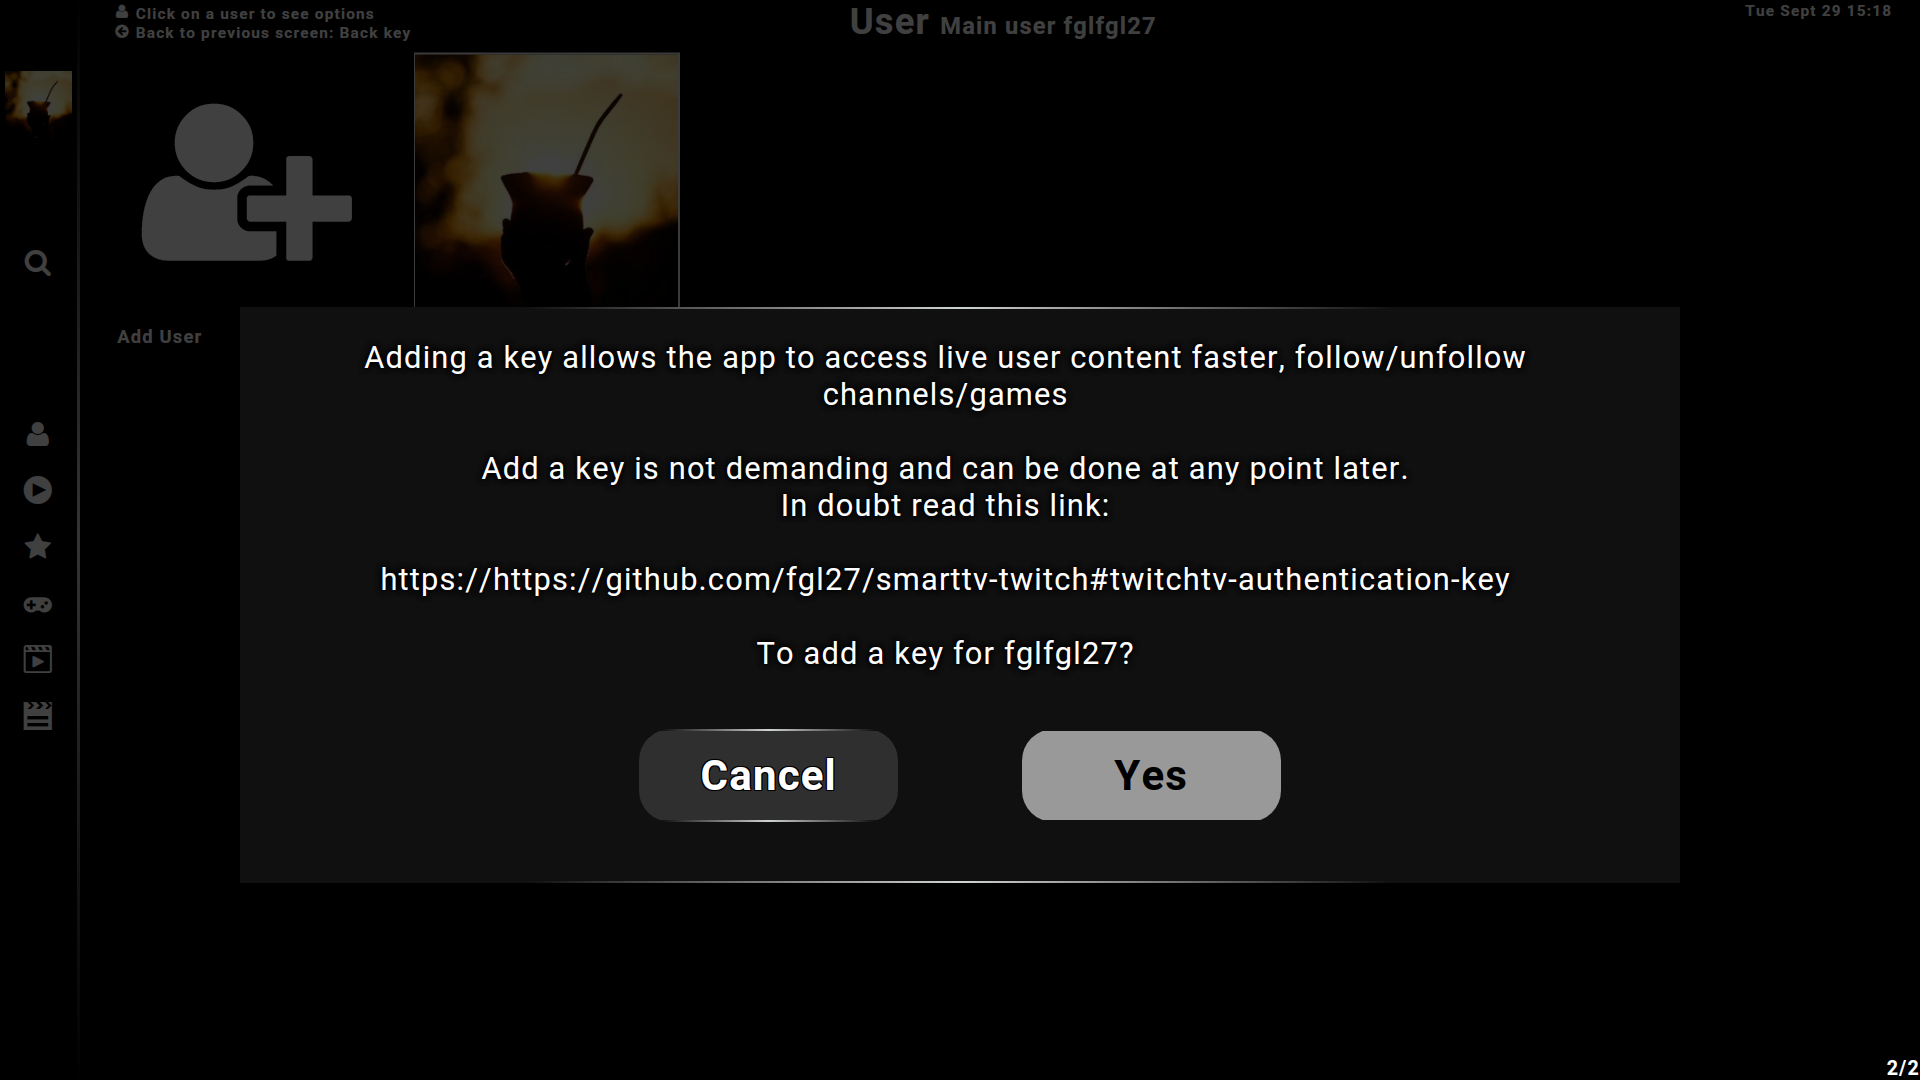 Click on a user to see options
Back to previous screen: Back key
User Main user fglfgl27
Tue Sept 29 15:18
Add User
Adding a key allows the app to access live user content faster, follow/unfollow
channels/games
Add a key is not demanding and can be done at any point later.
In doubt read this link:
https://https://github.com/fgl27/smarttv-twitch#twitchtv-authentication-key
To add a key for fglfgl27?
Cancel
Yes
2/2